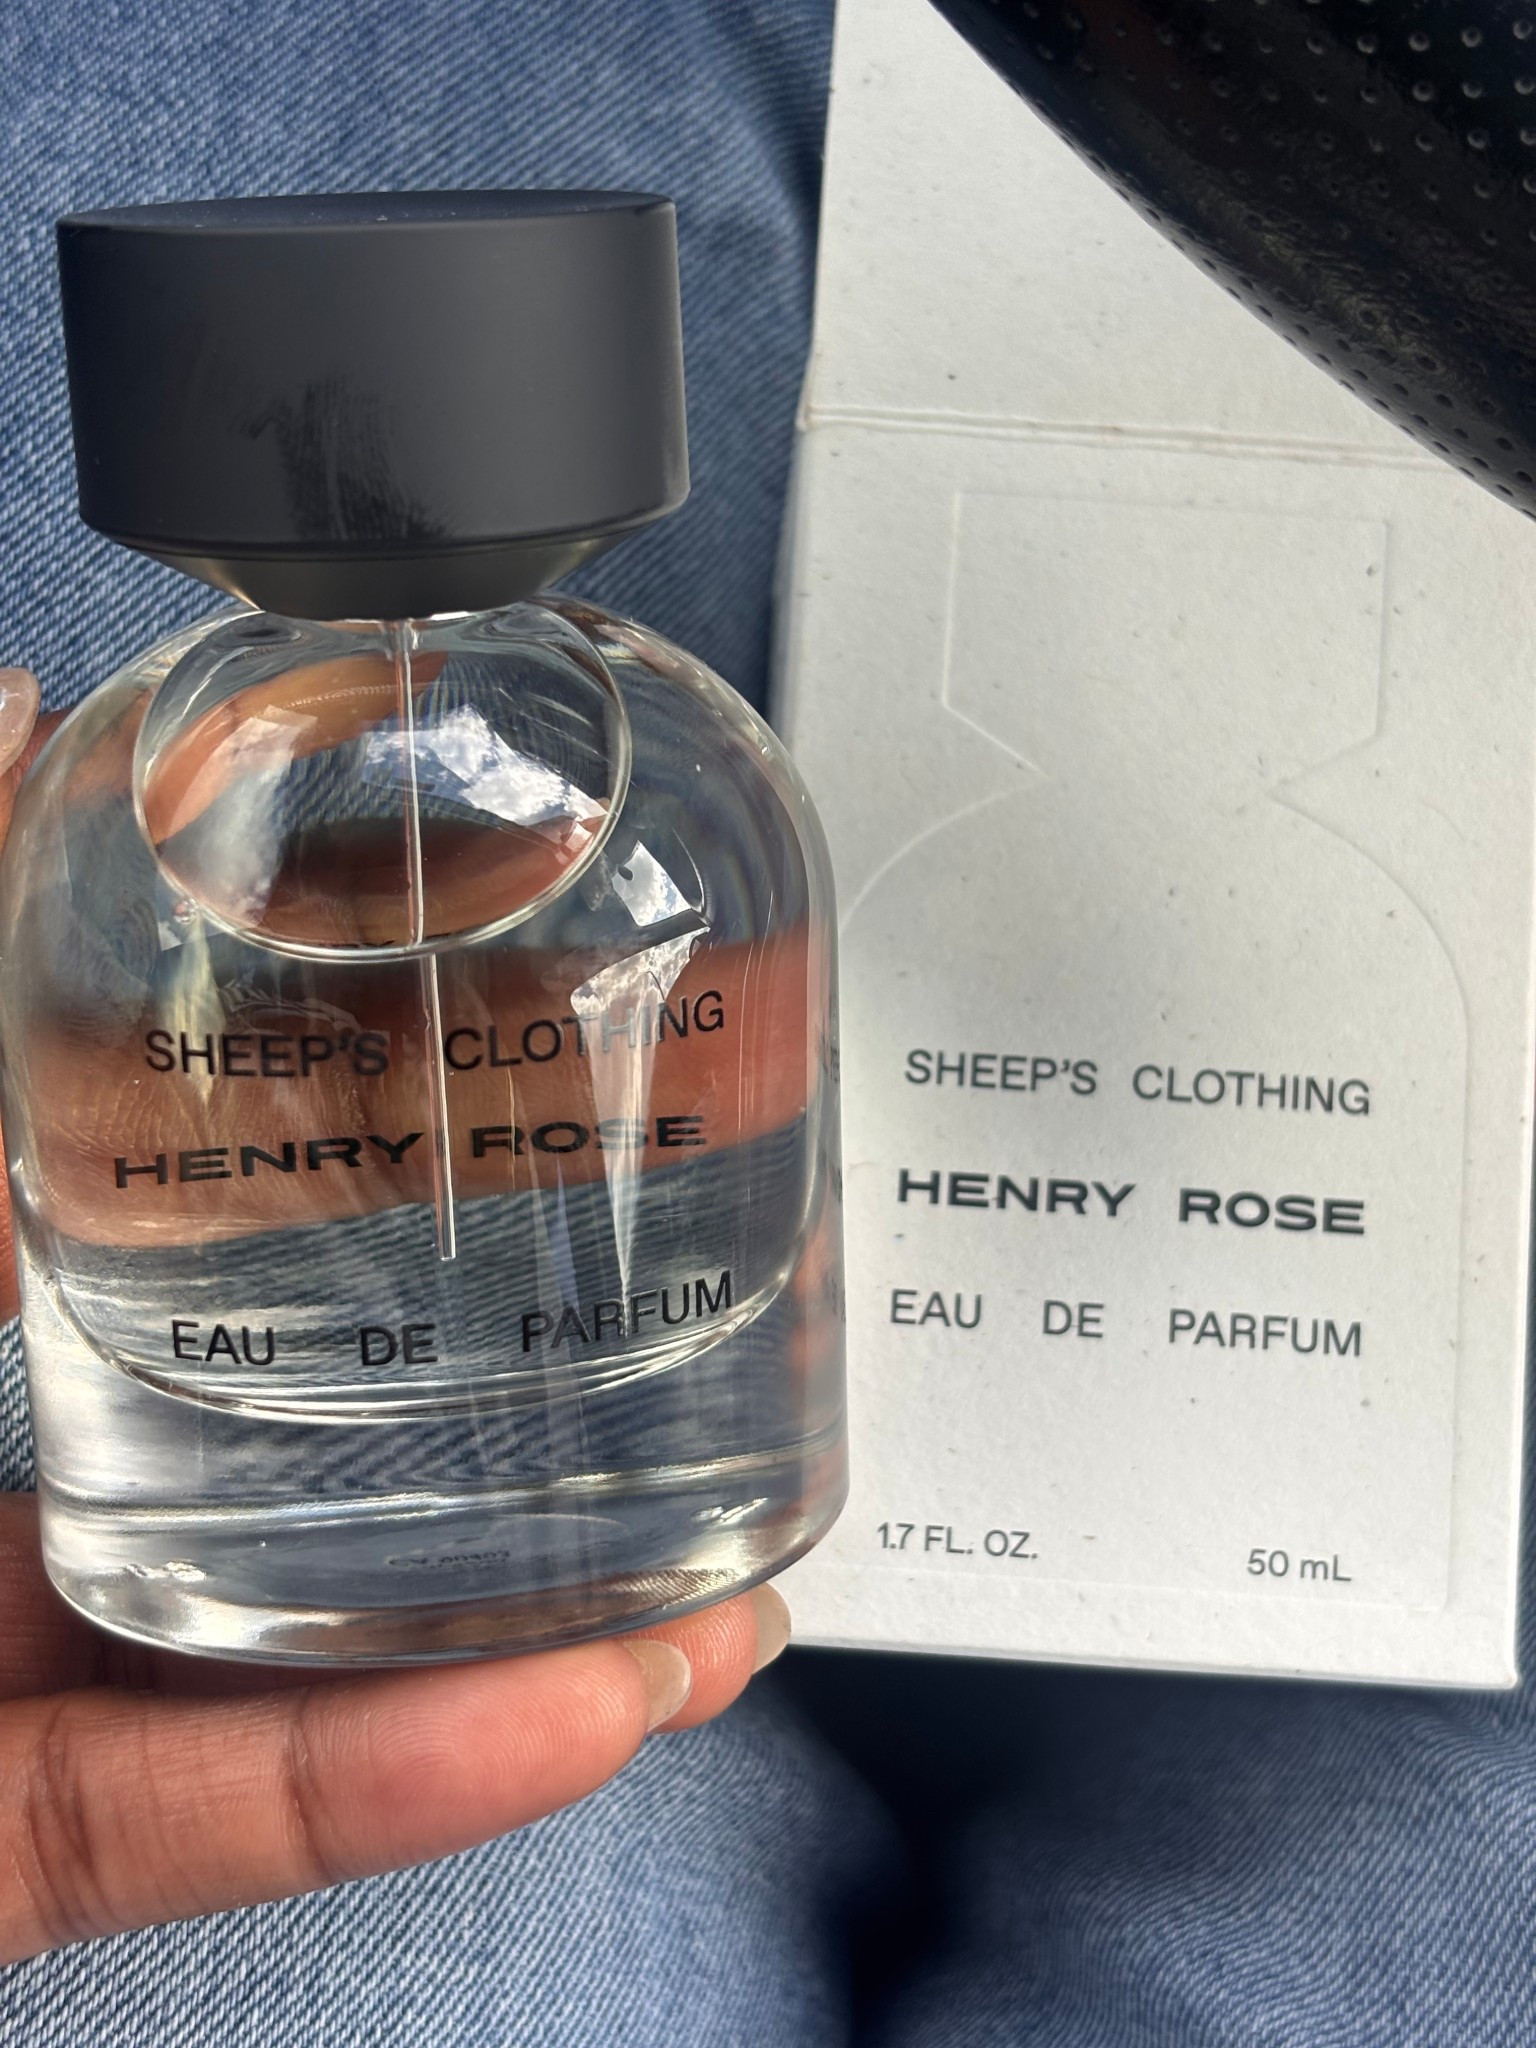 SHEEP'S CLOTHING
HENRY ROSE
EAU DE PARFUM
SHEEP'S CLOTHING
HENRY ROSE
EAU DE PARFUM
1.7 FL. OZ. 50 mL